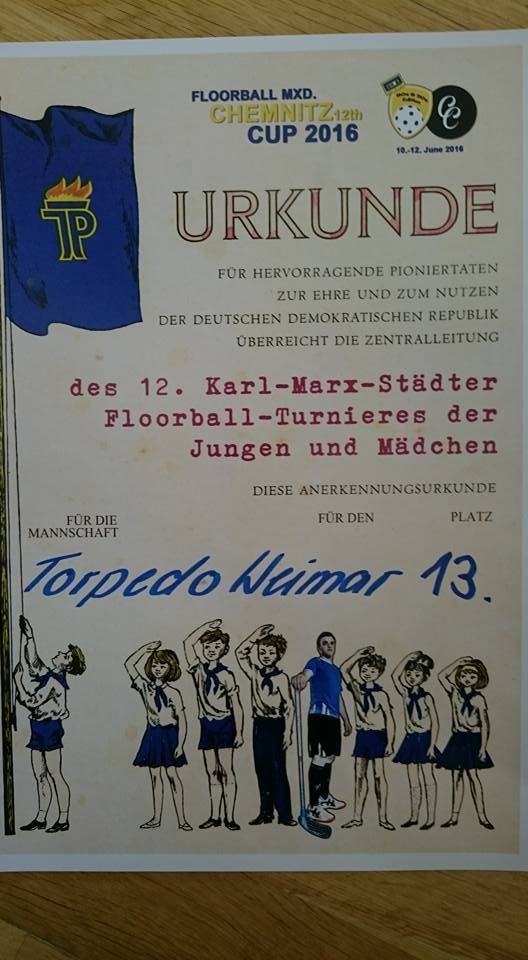 FLOORBALL MXD.
CHEMNITZ 12th
CUP 2016
10.-12. June 2016
CC
TP
URKUNDE
FÜR HERVORRAGENDE PIONIERTATEN
ZUR EHRE UND ZUM NUTZEN
DER DEUTSCHEN DEMOKRATISCHEN REPUBLIK
ÜBERREICHT DIE ZENTRALLEITUNG
des 12. Karl-Marx-Städter
Floorball-Turnieres der
Jungen und Mädchen
DIESE ANERKENNUNGSURKUNDE
FÜR DIE MANNSCHAFT
FÜR DEN PLATZ
Torpedo Weimar 13.